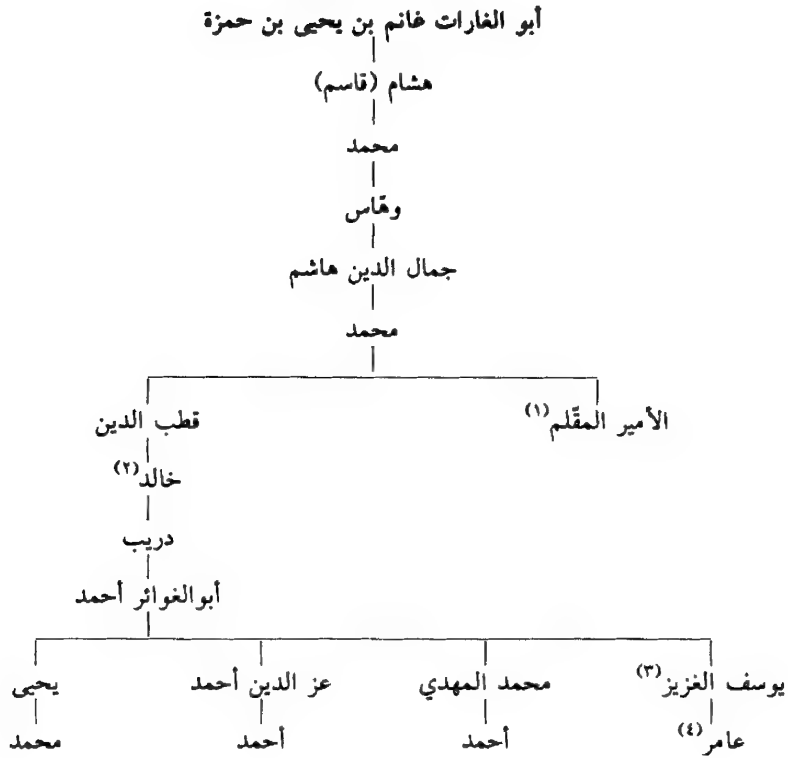 أبو الغارات غانم بن يحيى بن حمزة
هشام (قاسم)
محمد
وهّاس
جمال الدين هاشم
محمد
الأمير المقّلم(١) قطب الدين
خالد(٢)
دريب
أبو الغوائر أحمد
يوسف الغزيز(٣) محمد المهدي عز الدين أحمد يحيى
عامر(٤) أحمد أحمد محمد